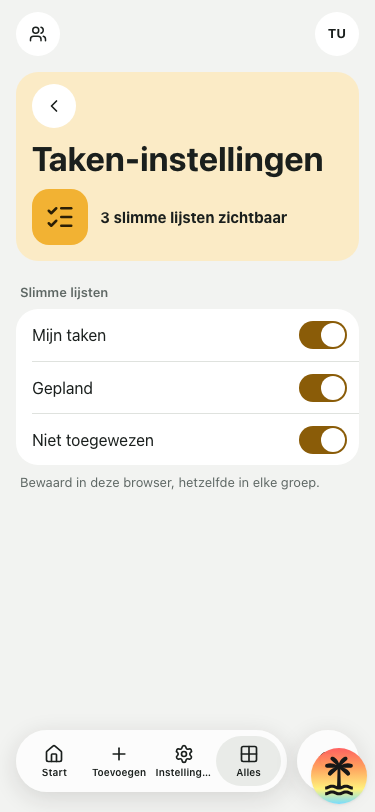 TU
Taken-instellingen
3 slimme lijsten zichtbaar
Slimme lijsten
Mijn taken
Gepland
Niet toegewezen
Bewaard in deze browser, hetzelfde in elke groep.
Start
Toevoegen
Instelling...
Alles